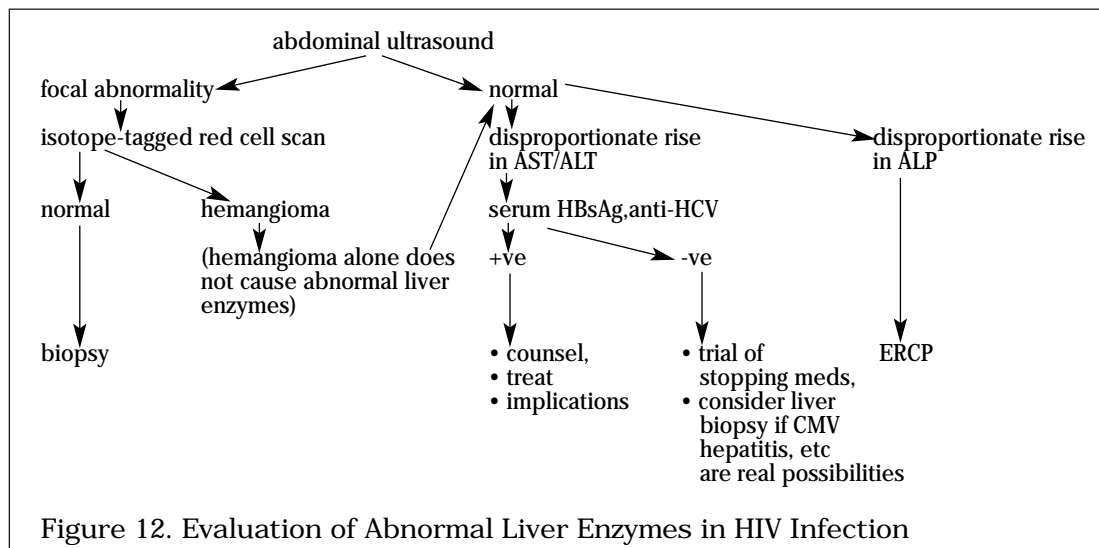 abdominal ultrasound
focal abnormality
normal
isotope-tagged red cell scan
disproportionate rise
in AST/ALT
disproportionate rise
in ALP
normal
hemangioma
serum HBsAg,anti-HCV
(hemangioma alone does
not cause abnormal liver
enzymes)
+ve
-ve
biopsy
• counsel,
• treat
• implications
• trial of
stopping meds,
• consider liver
biopsy if CMV
hepatitis, etc
are real possibilities
ERCP
Figure 12. Evaluation of Abnormal Liver Enzymes in HIV Infection